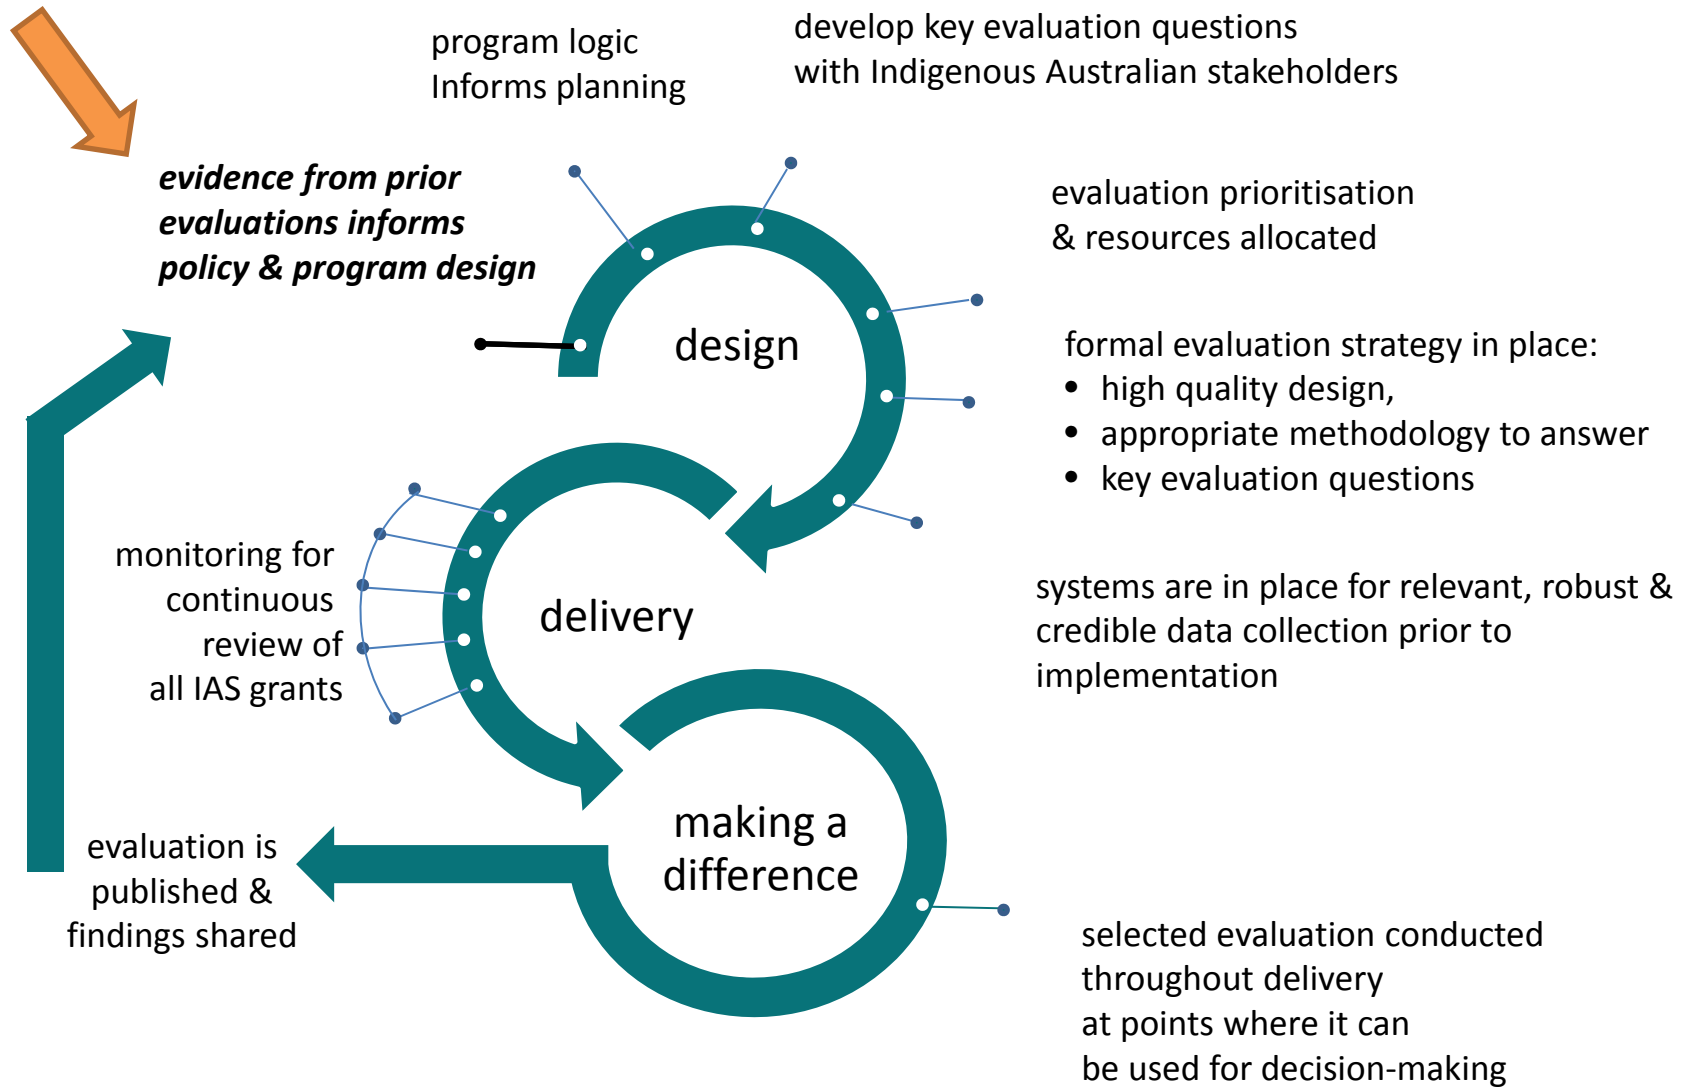 program logic
Informs planning
develop key evaluation questions
with Indigenous Australian stakeholders
evidence from prior
evaluations informs
policy & program design
evaluation prioritisation
& resources allocated
design
formal evaluation strategy in place:
• high quality design,
• appropriate methodology to answer
• key evaluation questions
monitoring for
continuous
review of
all IAS grants
delivery
systems are in place for relevant, robust &
credible data collection prior to
implementation
making a
difference
evaluation is
published &
findings shared
selected evaluation conducted
throughout delivery
at points where it can
be used for decision-making